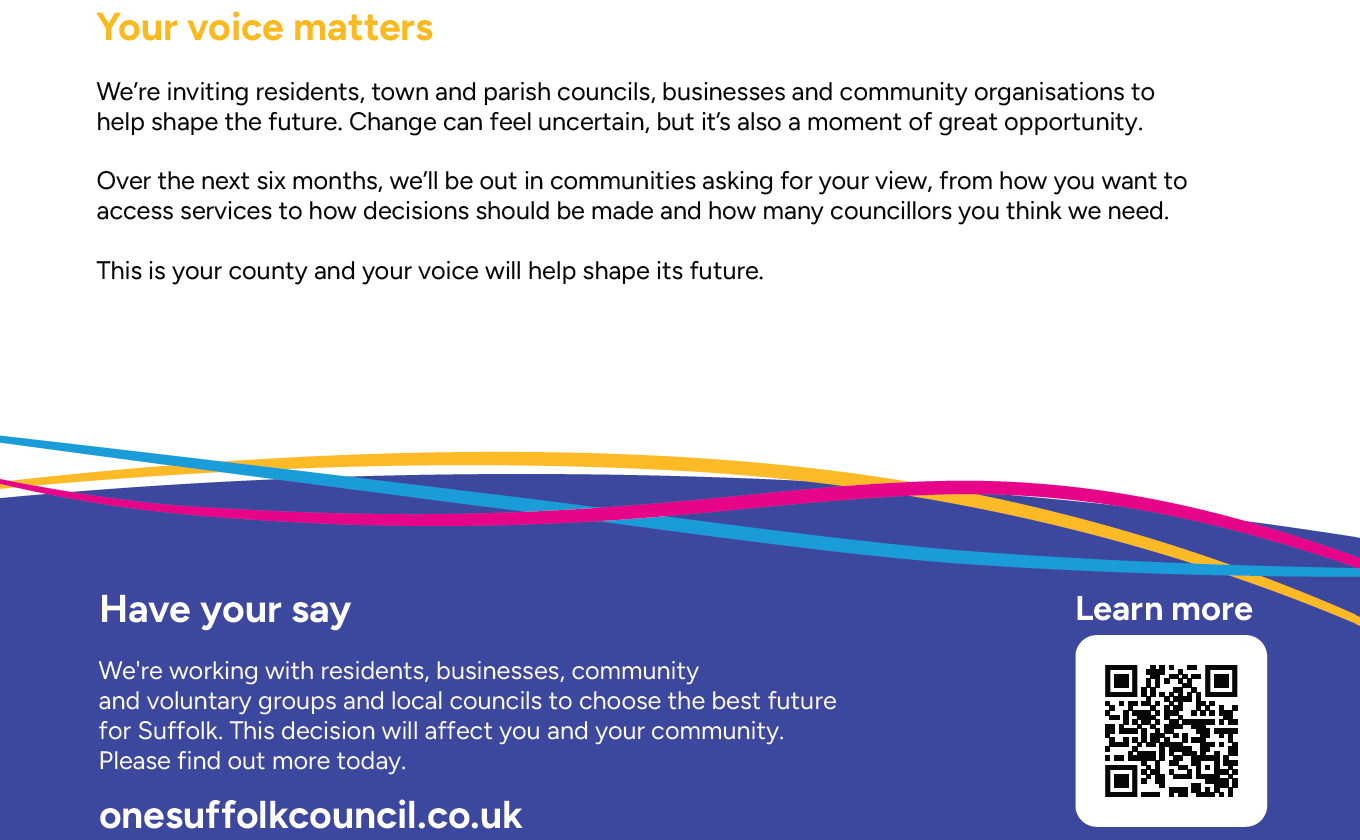 Your voice matters
We’re inviting residents, town and parish councils, businesses and community organisations to
help shape the future. Change can feel uncertain, but it’s also a moment of great opportunity.
Over the next six months, we’ll be out in communities asking for your view, from how you want to
access services to how decisions should be made and how many councillors you think we need.
This is your county and your voice will help shape its future.
Have your say
We're working with residents, businesses, community
and voluntary groups and local councils to choose the best future
for Suffolk. This decision will affect you and your community.
Please find out more today.
onesuffolkcouncil.co.uk
Learn more